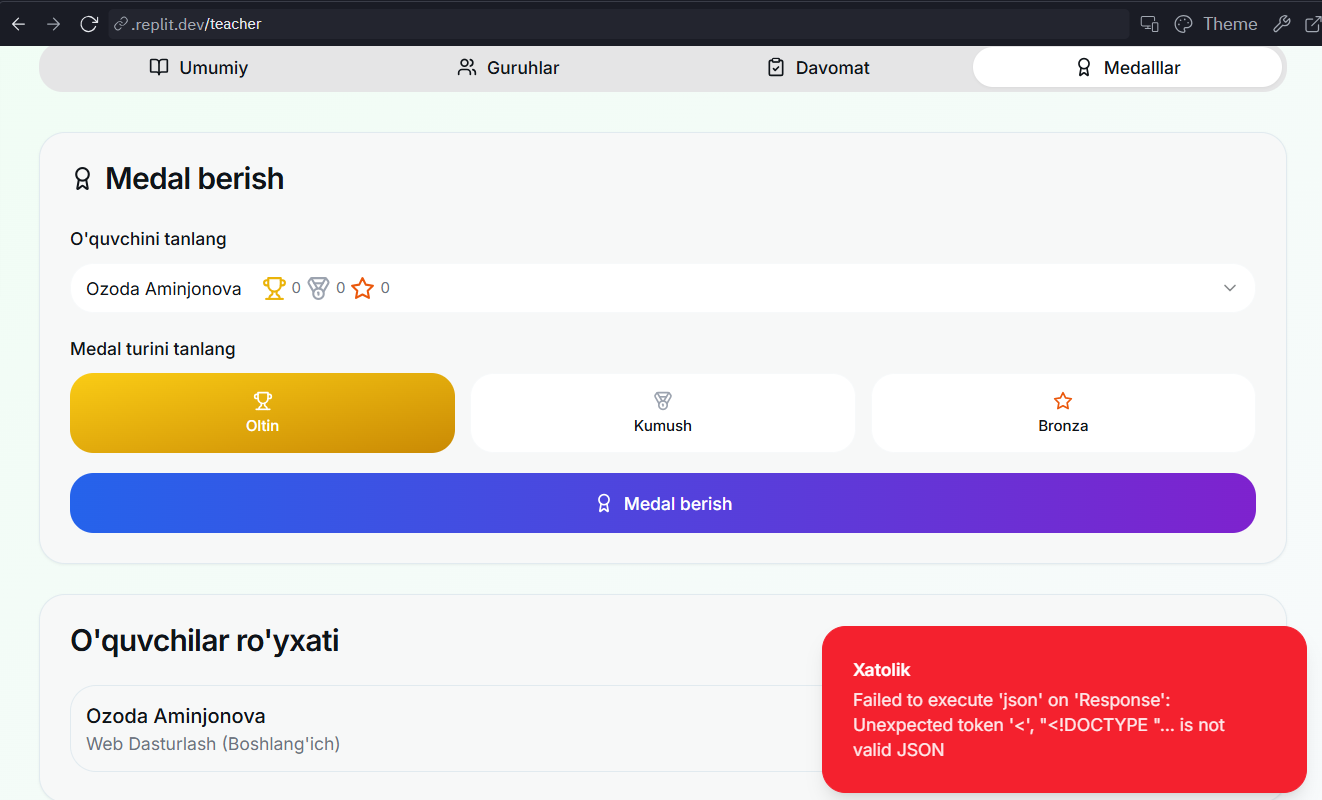 .replit.dev/teacher
Theme
Umumiy
Guruhlar
Davomat
Medalllar
Medal berish
O'quvchini tanlang
Ozoda Aminjonova 0 0 0
Medal turini tanlang
Oltin
Kumush
Bronza
Medal berish
O'quvchilar ro'yxati
Ozoda Aminjonova
Web Dasturlash (Boshlang'ich)
Xatolik
Failed to execute 'json' on 'Response':
Unexpected token '<', "<!DOCTYPE "... is not
valid JSON